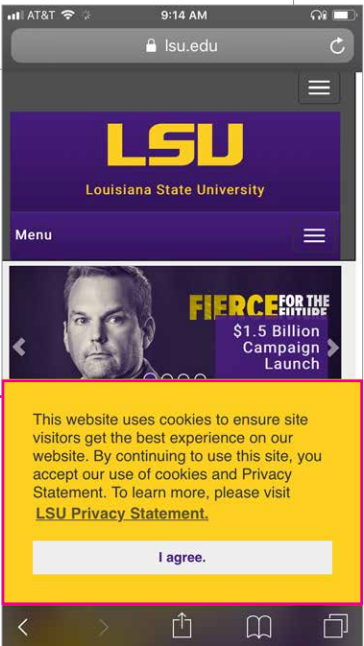 AT&T
9:14 AM
lsu.edu
LSU
Louisiana State University
Menu
FIERCE FOR THE
FUTURE
$1.5 Billion
Campaign
Launch
This website uses cookies to ensure site
visitors get the best experience on our
website. By continuing to use this site, you
accept our use of cookies and Privacy
Statement. To learn more, please visit
LSU Privacy Statement.
I agree.